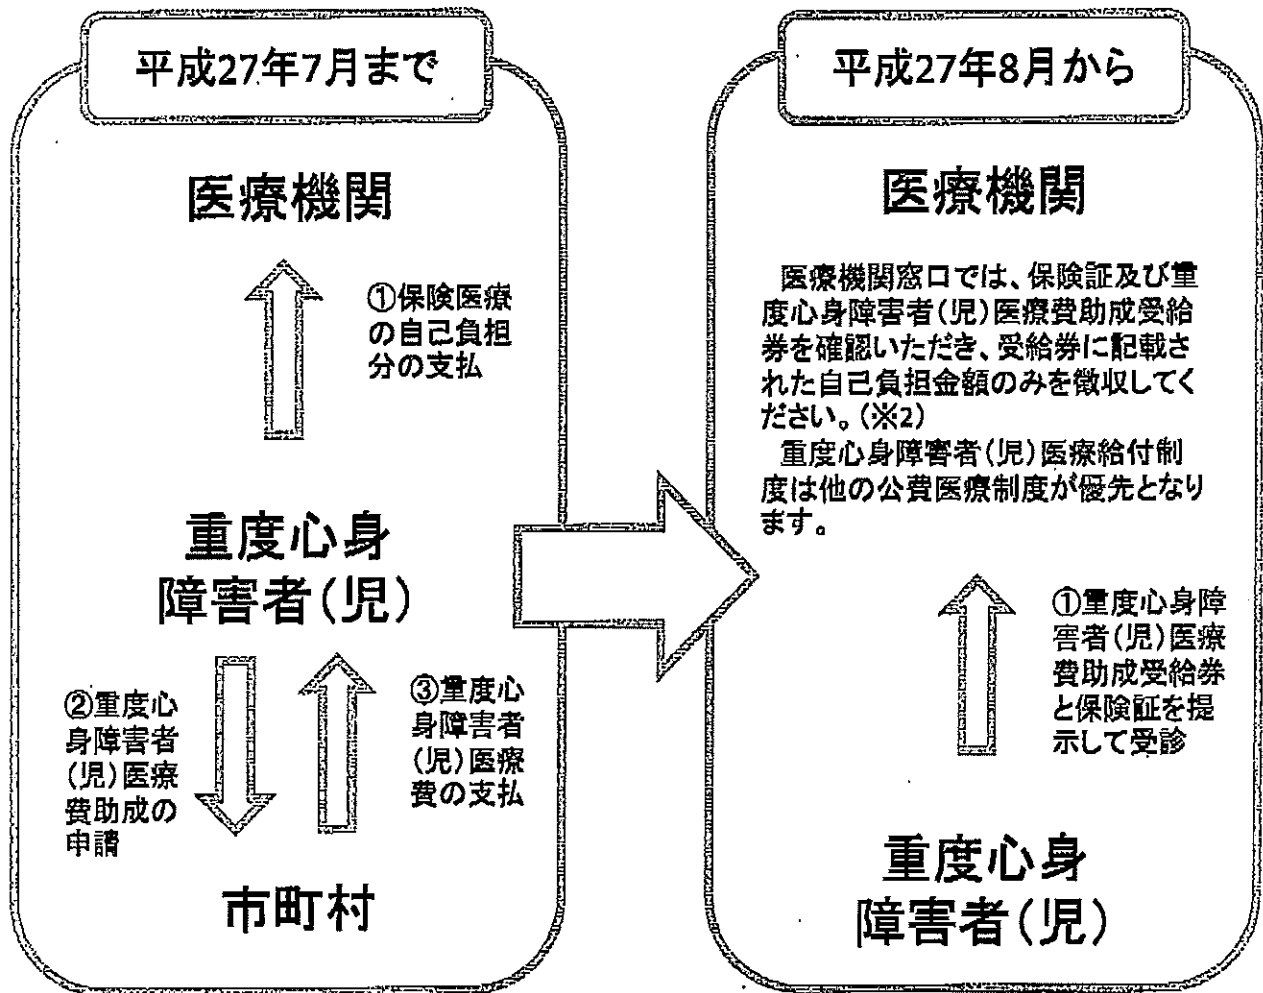 平成27年7月まで
医療機関
①保険医療
の自己負担
分の支払
重度心身
障害者(児)
②重度心
身障害者
(児)医療
費助成の
申請
③重度心
身障害者
(児)医療
費の支払
市町村
平成27年8月から
医療機関
医療機関窓口では、保険証及び重
度心身障害者(児)医療費助成受給
券を確認いただき、受給券に記載さ
れた自己負担金額のみを徴収してく
ださい。(※2)
重度心身障害者(児)医療給付制
度は他の公費医療制度が優先となり
ます。
①重度心身障
害者(児)医療
費助成受給券
と保険証を提
示して受診
重度心身
障害者(児)